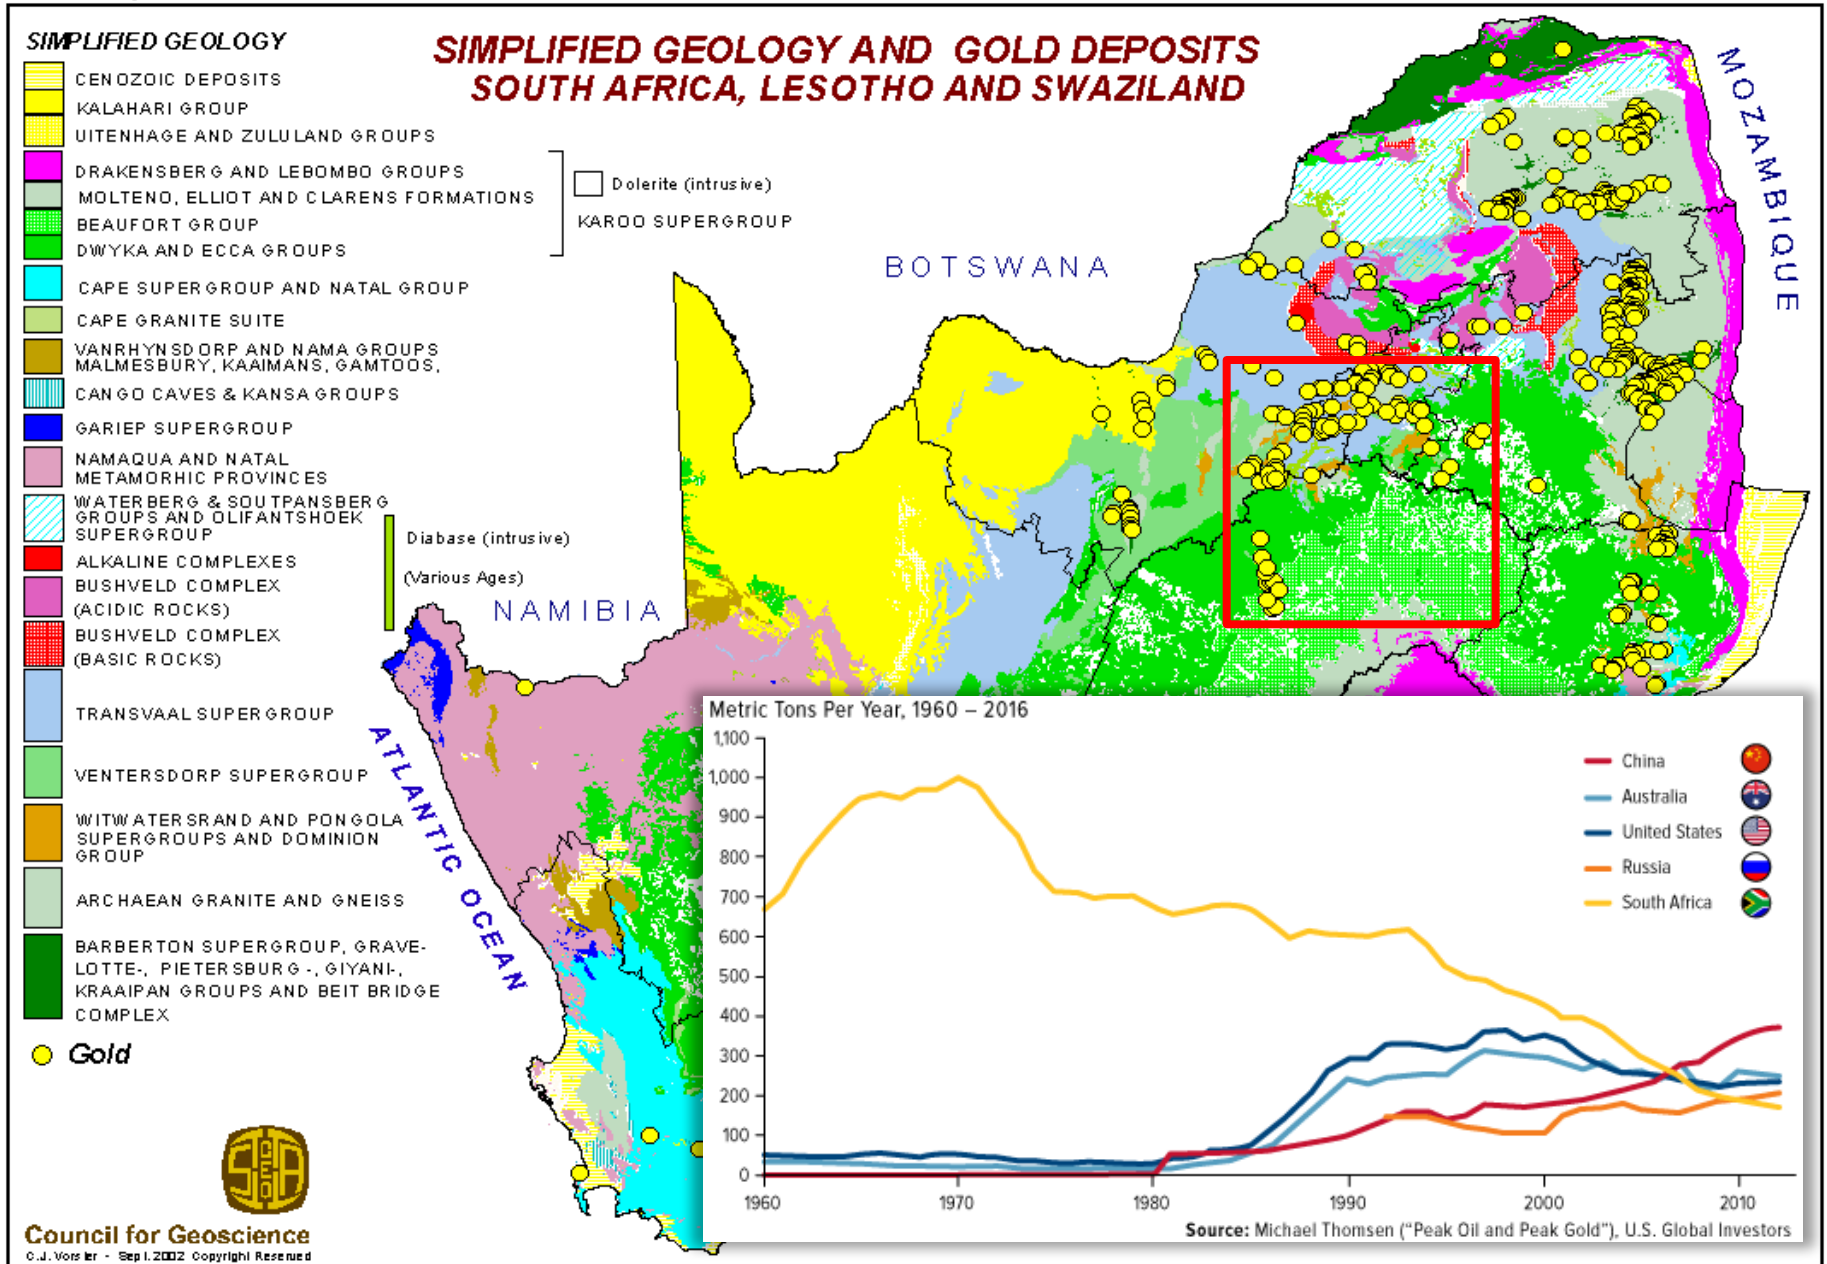 SIMPLIFIED GEOLOGY
SIMPLIFIED GEOLOGY AND GOLD DEPOSITS
SOUTH AFRICA, LESOTHO AND SWAZILAND
CENOZOIC DEPOSITS
KALAHARI GROUP
UITENHAGE AND ZULULAND GROUPS
DRAKENSBERG AND LEBOMBO GROUPS
MOLTENO, ELLIOT AND CLARENS FORMATIONS
BEAUFORT GROUP
DWYKA AND ECCA GROUPS
Dolerite (intrusive)
KAROO SUPERGROUP
CAPE SUPERGROUP AND NATAL GROUP
CAPE GRANITE SUITE
VANRHYNSDORP AND NAMA GROUPS
MALMESBURY, KAAIMANS, GAMTOOS,
CANGO CAVES & KANSA GROUPS
GARIEP SUPERGROUP
NAMAQUA AND NATAL
METAMORHIC PROVINCES
WATERBERG & SOUTPANSBERG
GROUPS AND OLIFANTSHOEK
SUPERGROUP
ALKALINE COMPLEXES
BUSHVELD COMPLEX
(ACIDIC ROCKS)
BUSHVELD COMPLEX
(BASIC ROCKS)
TRANSVAAL SUPERGROUP
VENTERSDORP SUPERGROUP
WITWATERSRAND AND PONGOLA
SUPERGROUPS AND DOMINION
GROUP
ARCHAEAN GRANITE AND GNEISS
BARBERTON SUPERGROUP, GRAVE-
LOTTE-, PIETERSBURG-, GIYANI-,
KRAAIPAN GROUPS AND BEIT BRIDGE
COMPLEX
Gold
Diabase (intrusive)
(Various Ages)
BOTSWANA
NAMIBIA
MOZAMBIQUE
ATLANTIC OCEAN
Council for Geoscience
C.J. Vorster - Sept. 2002 Copyright Reserved
Metric Tons Per Year, 1960 – 2016
1,100
1,000
900
800
700
600
500
400
300
200
100
0
1960
1970
1980
1990
2000
2010
China
Australia
United States
Russia
South Africa
Source: Michael Thomsen ("Peak Oil and Peak Gold"), U.S. Global Investors